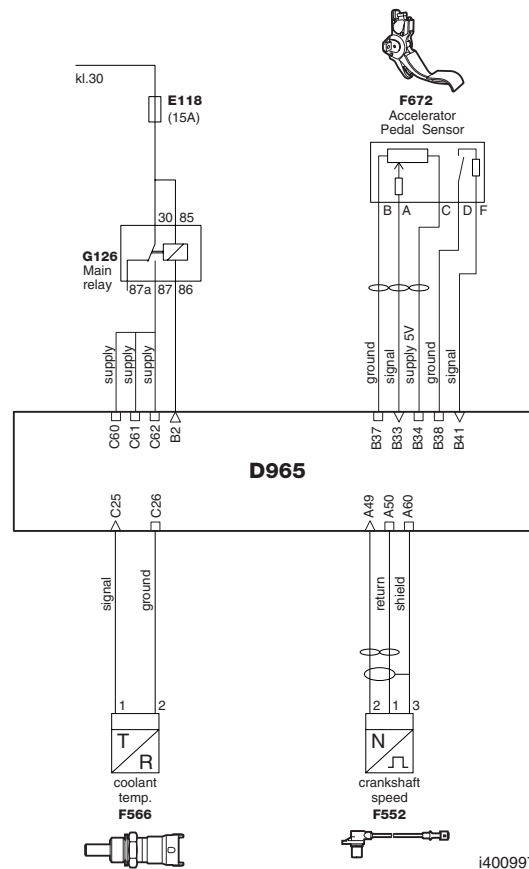 kl.30
E118
(15A)
F672
Accelerator
Pedal Sensor
B A C D F
30 85
G126
Main
relay
87a 87 86
supply
supply
supply
ground
signal
supply 5V
ground
signal
C60
C61
C62
B2
B37
B33
B34
B38
B41
D965
C25
C26
A49
A50
A60
signal
ground
return
shield
1 2
2 1 3
T
R
N
coolant
temp.
F566
crankshaft
speed
F552
i400997